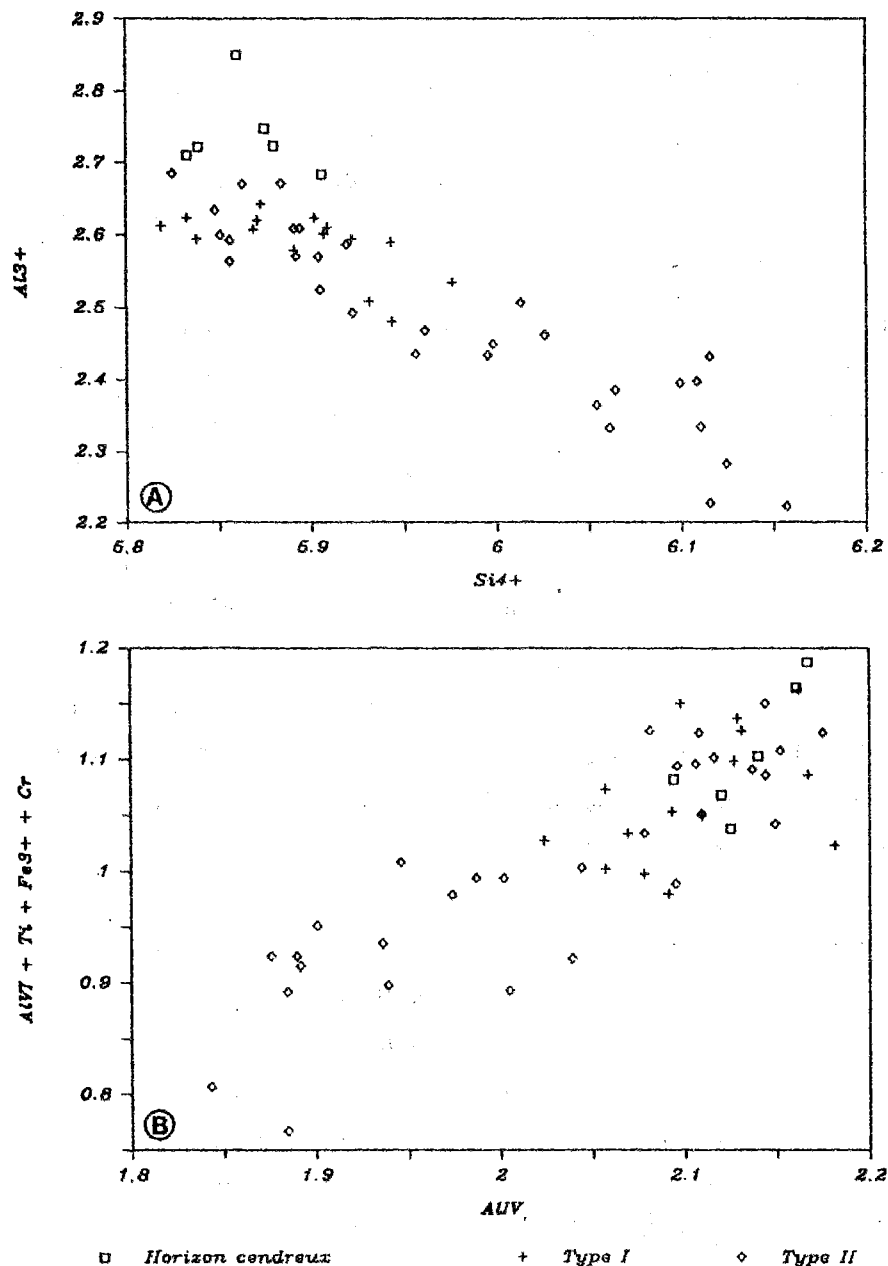 2.9
2.8
2.7
2.6
2.5
2.4
2.3
2.2
Al3+
A
5.8 5.9 6 6.1 6.2
Si4+
1.2
1.1
1
0.9
0.8
AlVI + Ti + Fe3+ + Cr
B
1.8 1.9 2 2.1 2.2
AlIV
Horizon cendreux Type I Type II